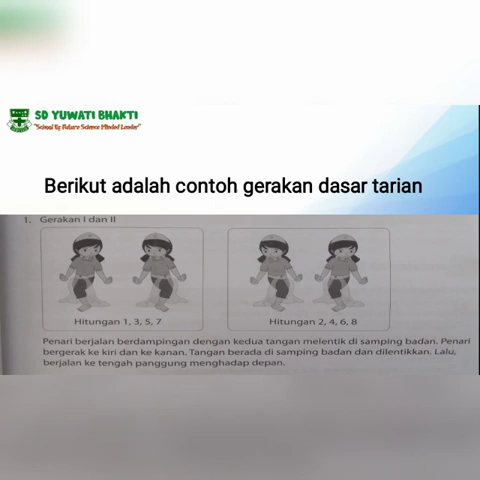 SD YUWATI BHAKTI
"School Of Future Science Minded Leader"
Berikut adalah contoh gerakan dasar tarian
1. Gerakan I dan II
Hitungan 1, 3, 5, 7
Hitungan 2, 4, 6, 8
Penari berjalan berdampingan dengan kedua tangan melentik di samping badan. Penari
bergerak ke kiri dan ke kanan. Tangan berada di samping badan dan dilentikkan. Lalu,
berjalan ke tengah panggung menghadap depan.